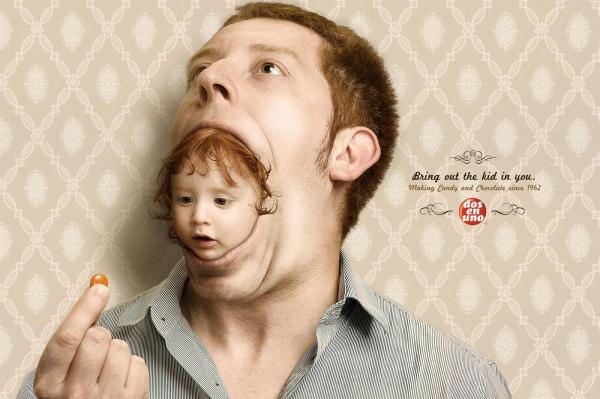 Bring out the kid in you.
Making Candy and Chocolate since 1962
dos
en
uno